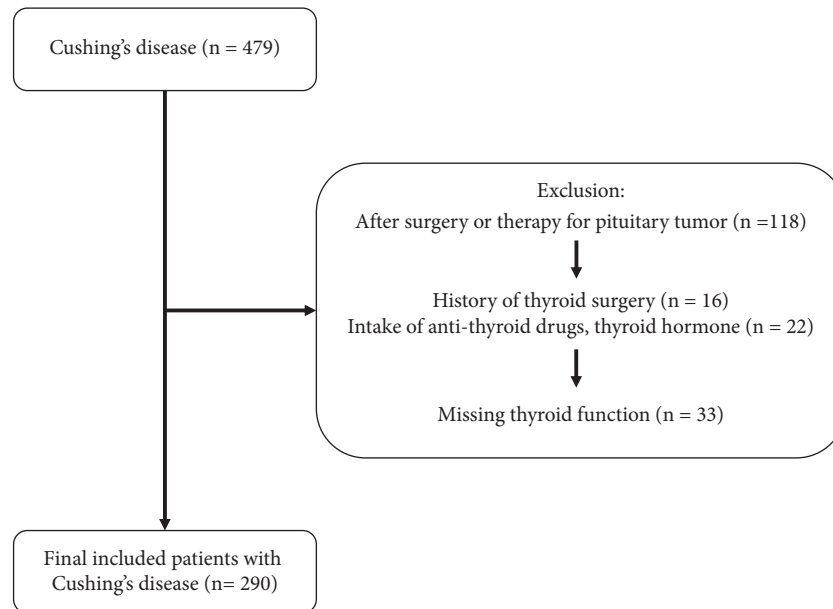 Cushing’s disease (n = 479)
Exclusion:
After surgery or therapy for pituitary tumor (n =118)
History of thyroid surgery (n = 16)
Intake of anti-thyroid drugs, thyroid hormone (n = 22)
Missing thyroid function (n = 33)
Final included patients with
Cushing’s disease (n= 290)